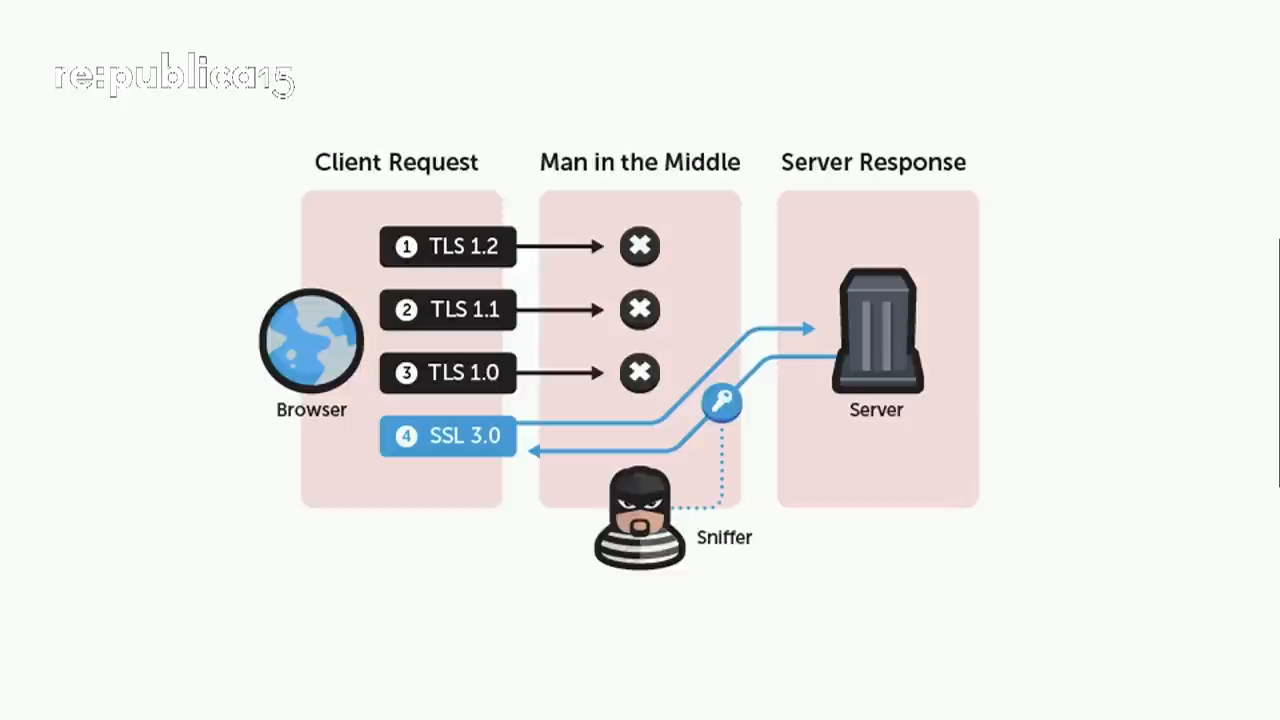 re:publica15
Client Request
Man in the Middle
Server Response
1 TLS 1.2
2 TLS 1.1
3 TLS 1.0
4 SSL 3.0
Browser
Server
Sniffer